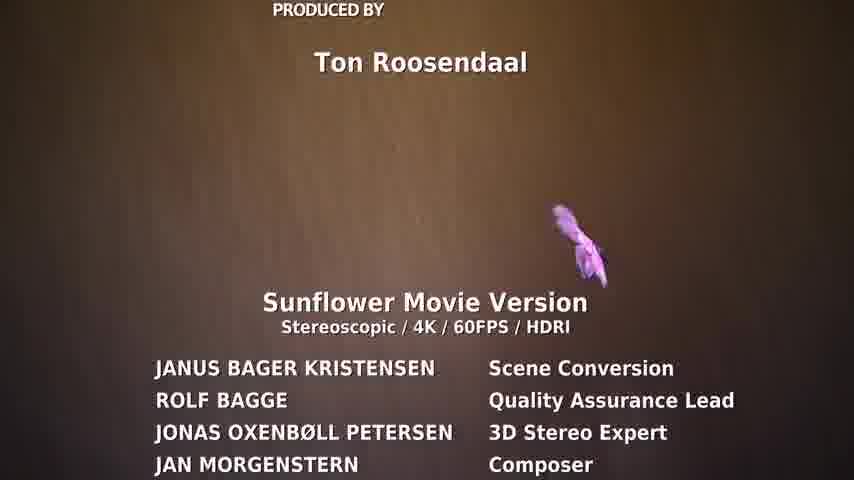 PRODUCED BY
Ton Roosendaal
Sunflower Movie Version
Stereoscopic / 4K / 60FPS / HDRI
JANUS BAGER KRISTENSEN Scene Conversion
ROLF BAGGE Quality Assurance Lead
JONAS OXENBØLL PETERSEN 3D Stereo Expert
JAN MORGENSTERN Composer